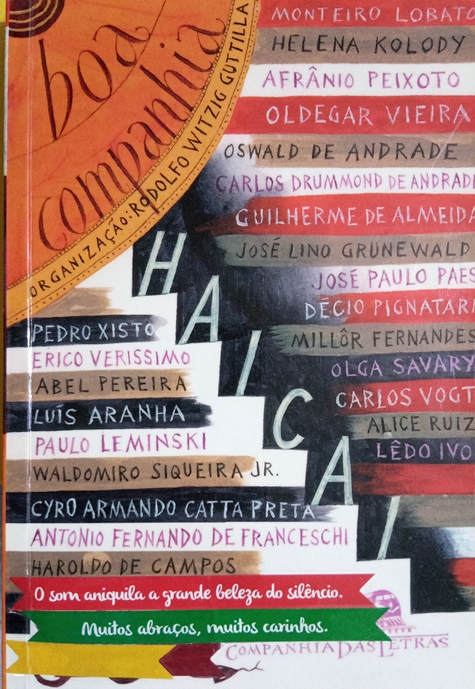 boa
companhia
ORGANIZAÇÃO: RODOLFO WITZIG GUTTILLA
MONTEIRO LOBATO
HELENA KOLODY
AFRÂNIO PEIXOTO
OLDEGAR VIEIRA
OSWALD DE ANDRADE
CARLOS DRUMMOND DE ANDRADE
GUILHERME DE ALMEIDA
JOSÉ LINO GRÜNEWALD
JOSÉ PAULO PAES
DÉCIO PIGNATARI
MILLÔR FERNANDES
OLGA SAVARY
CARLOS VOGT
ALICE RUIZ
LÊDO IVO
HAICAI
PEDRO XISTO
ERICO VERISSIMO
ABEL PEREIRA
LUÍS ARANHA
PAULO LEMINSKI
WALDOMIRO SIQUEIRA JR.
CYRO ARMANDO CATTA PRETA
ANTONIO FERNANDO DE FRANCESCHI
HAROLDO DE CAMPOS
O som aniquila a grande beleza do silêncio.
Muitos abraços, muitos carinhos.
COMPANHIA DAS LETRAS